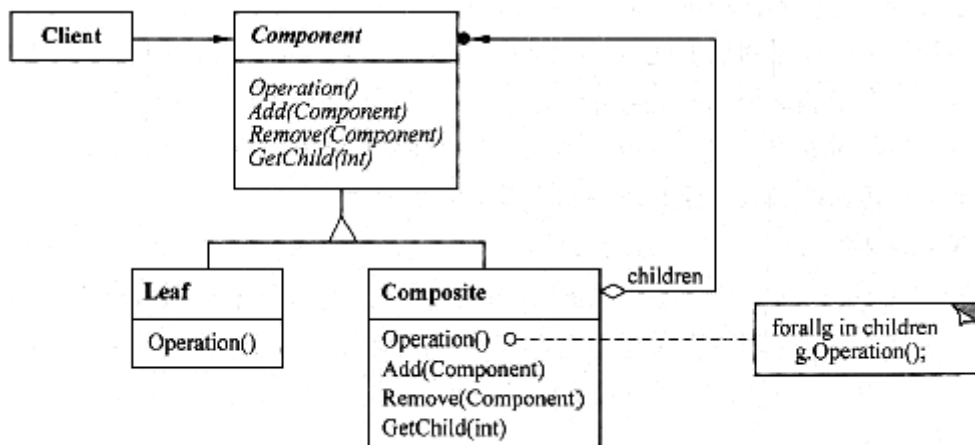 Client
Component
Operation()
Add(Component)
Remove(Component)
GetChild(Int)
Leaf
Operation()
Composite
Operation()
Add(Component)
Remove(Component)
GetChild(int)
children
forallg in children
g.Operation();